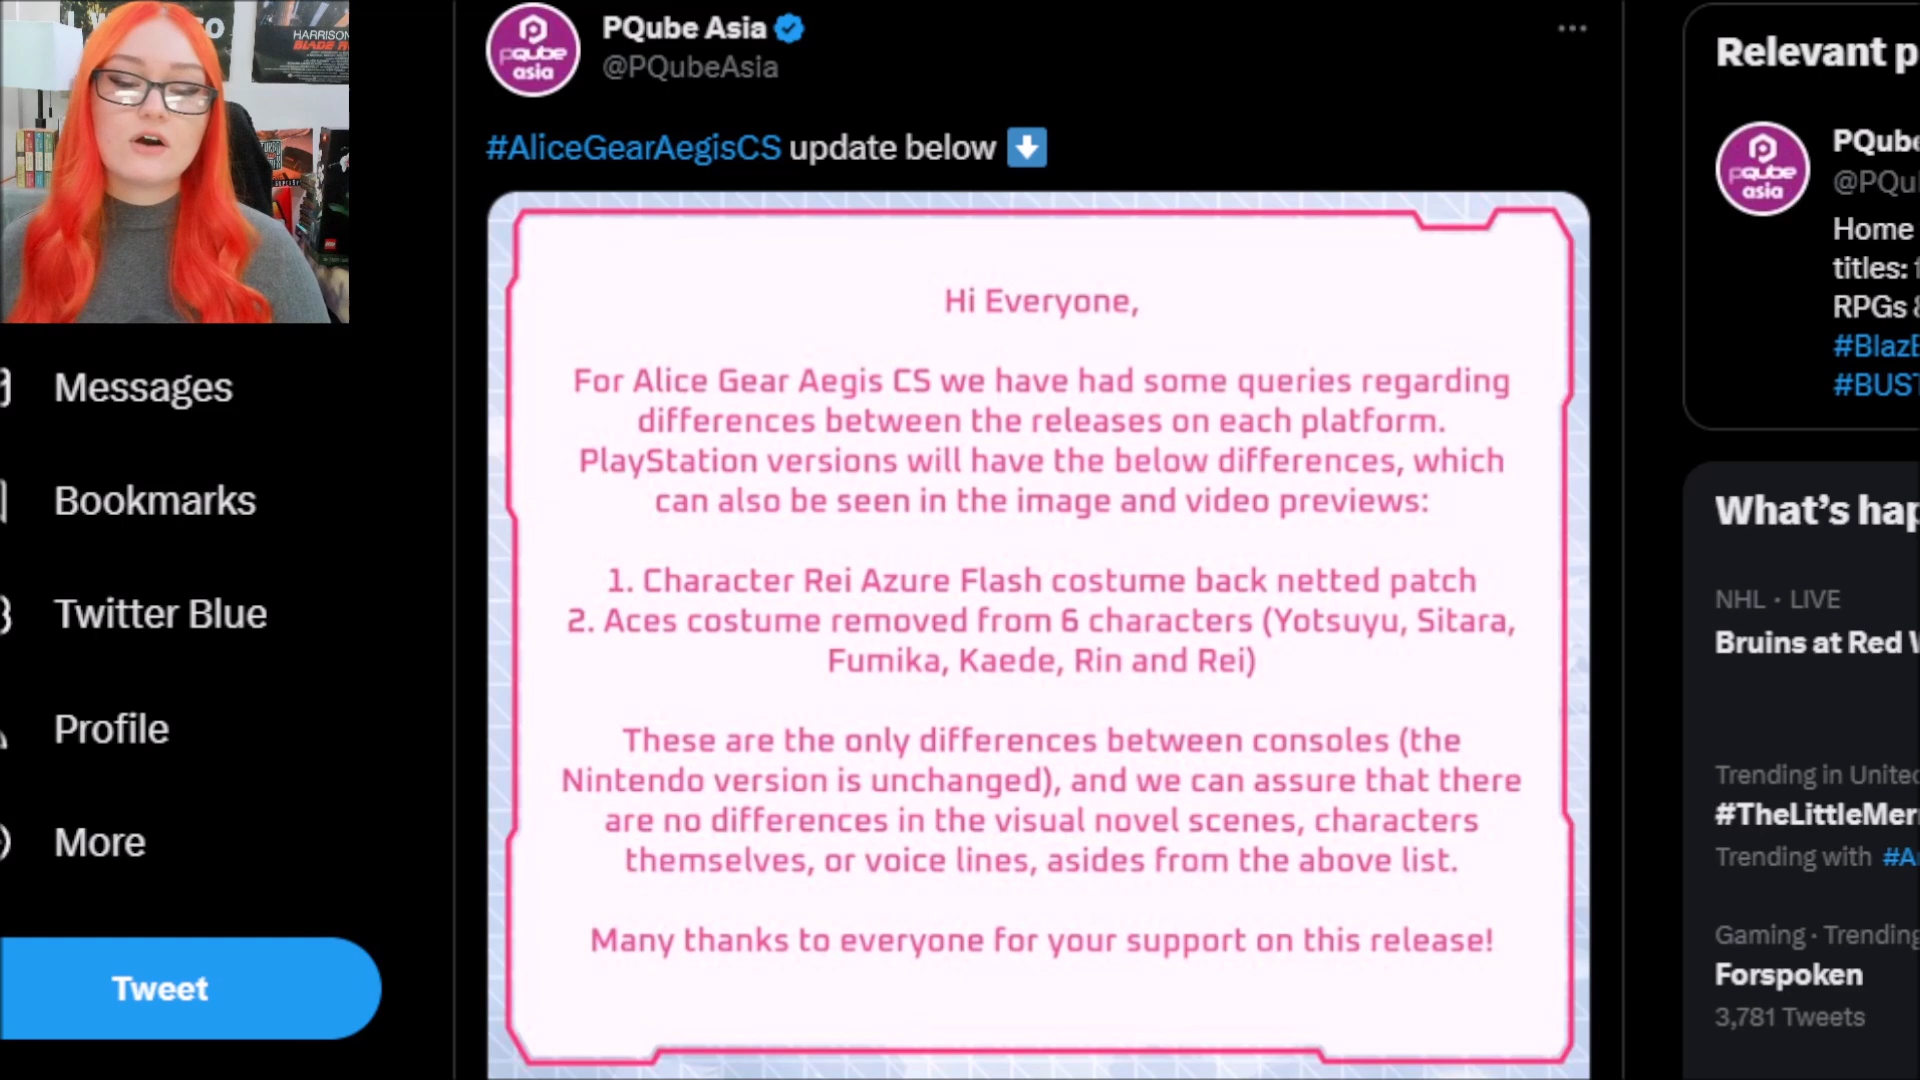 HARRISON
BLADE R
PQube Asia
@PQubeAsia
pqube
asia
#AliceGearAegisCS update below
Hi Everyone,
For Alice Gear Aegis CS we have had some queries regarding
differences between the releases on each platform.
PlayStation versions will have the below differences, which
can also be seen in the image and video previews:
1. Character Rei Azure Flash costume back netted patch
2. Aces costume removed from 6 characters (Yotsuyu, Sitara,
Fumika, Kaede, Rin and Rei)
These are the only differences between consoles (the
Nintendo version is unchanged), and we can assure that there
are no differences in the visual novel scenes, characters
themselves, or voice lines, asides from the above list.
Many thanks to everyone for your support on this release!
Messages
Bookmarks
Twitter Blue
Profile
More
Tweet
Relevant p
pqube
asia
PQube
@PQu
Home
titles: f
RPGs &
#BlazB
#BUST
What's hap
NHL · LIVE
Bruins at Red W
Trending in United
#TheLittleMerr
Trending with #A
Gaming · Trending
Forspoken
3,781 Tweets